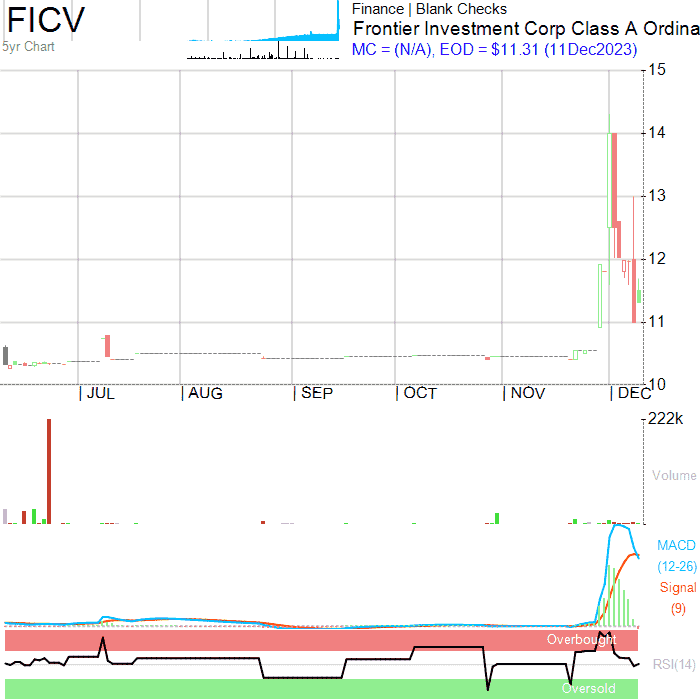 FICV
5yr Chart
Finance | Blank Checks
Frontier Investment Corp Class A Ordina
MC = (N/A), EOD = $11.31 (11Dec2023)
15
14
13
12
11
10
| JUL | AUG | SEP | OCT | NOV | DEC
222k
Volume
MACD
(12-26)
Signal
(9)
Overbought
RSI(14)
Oversold